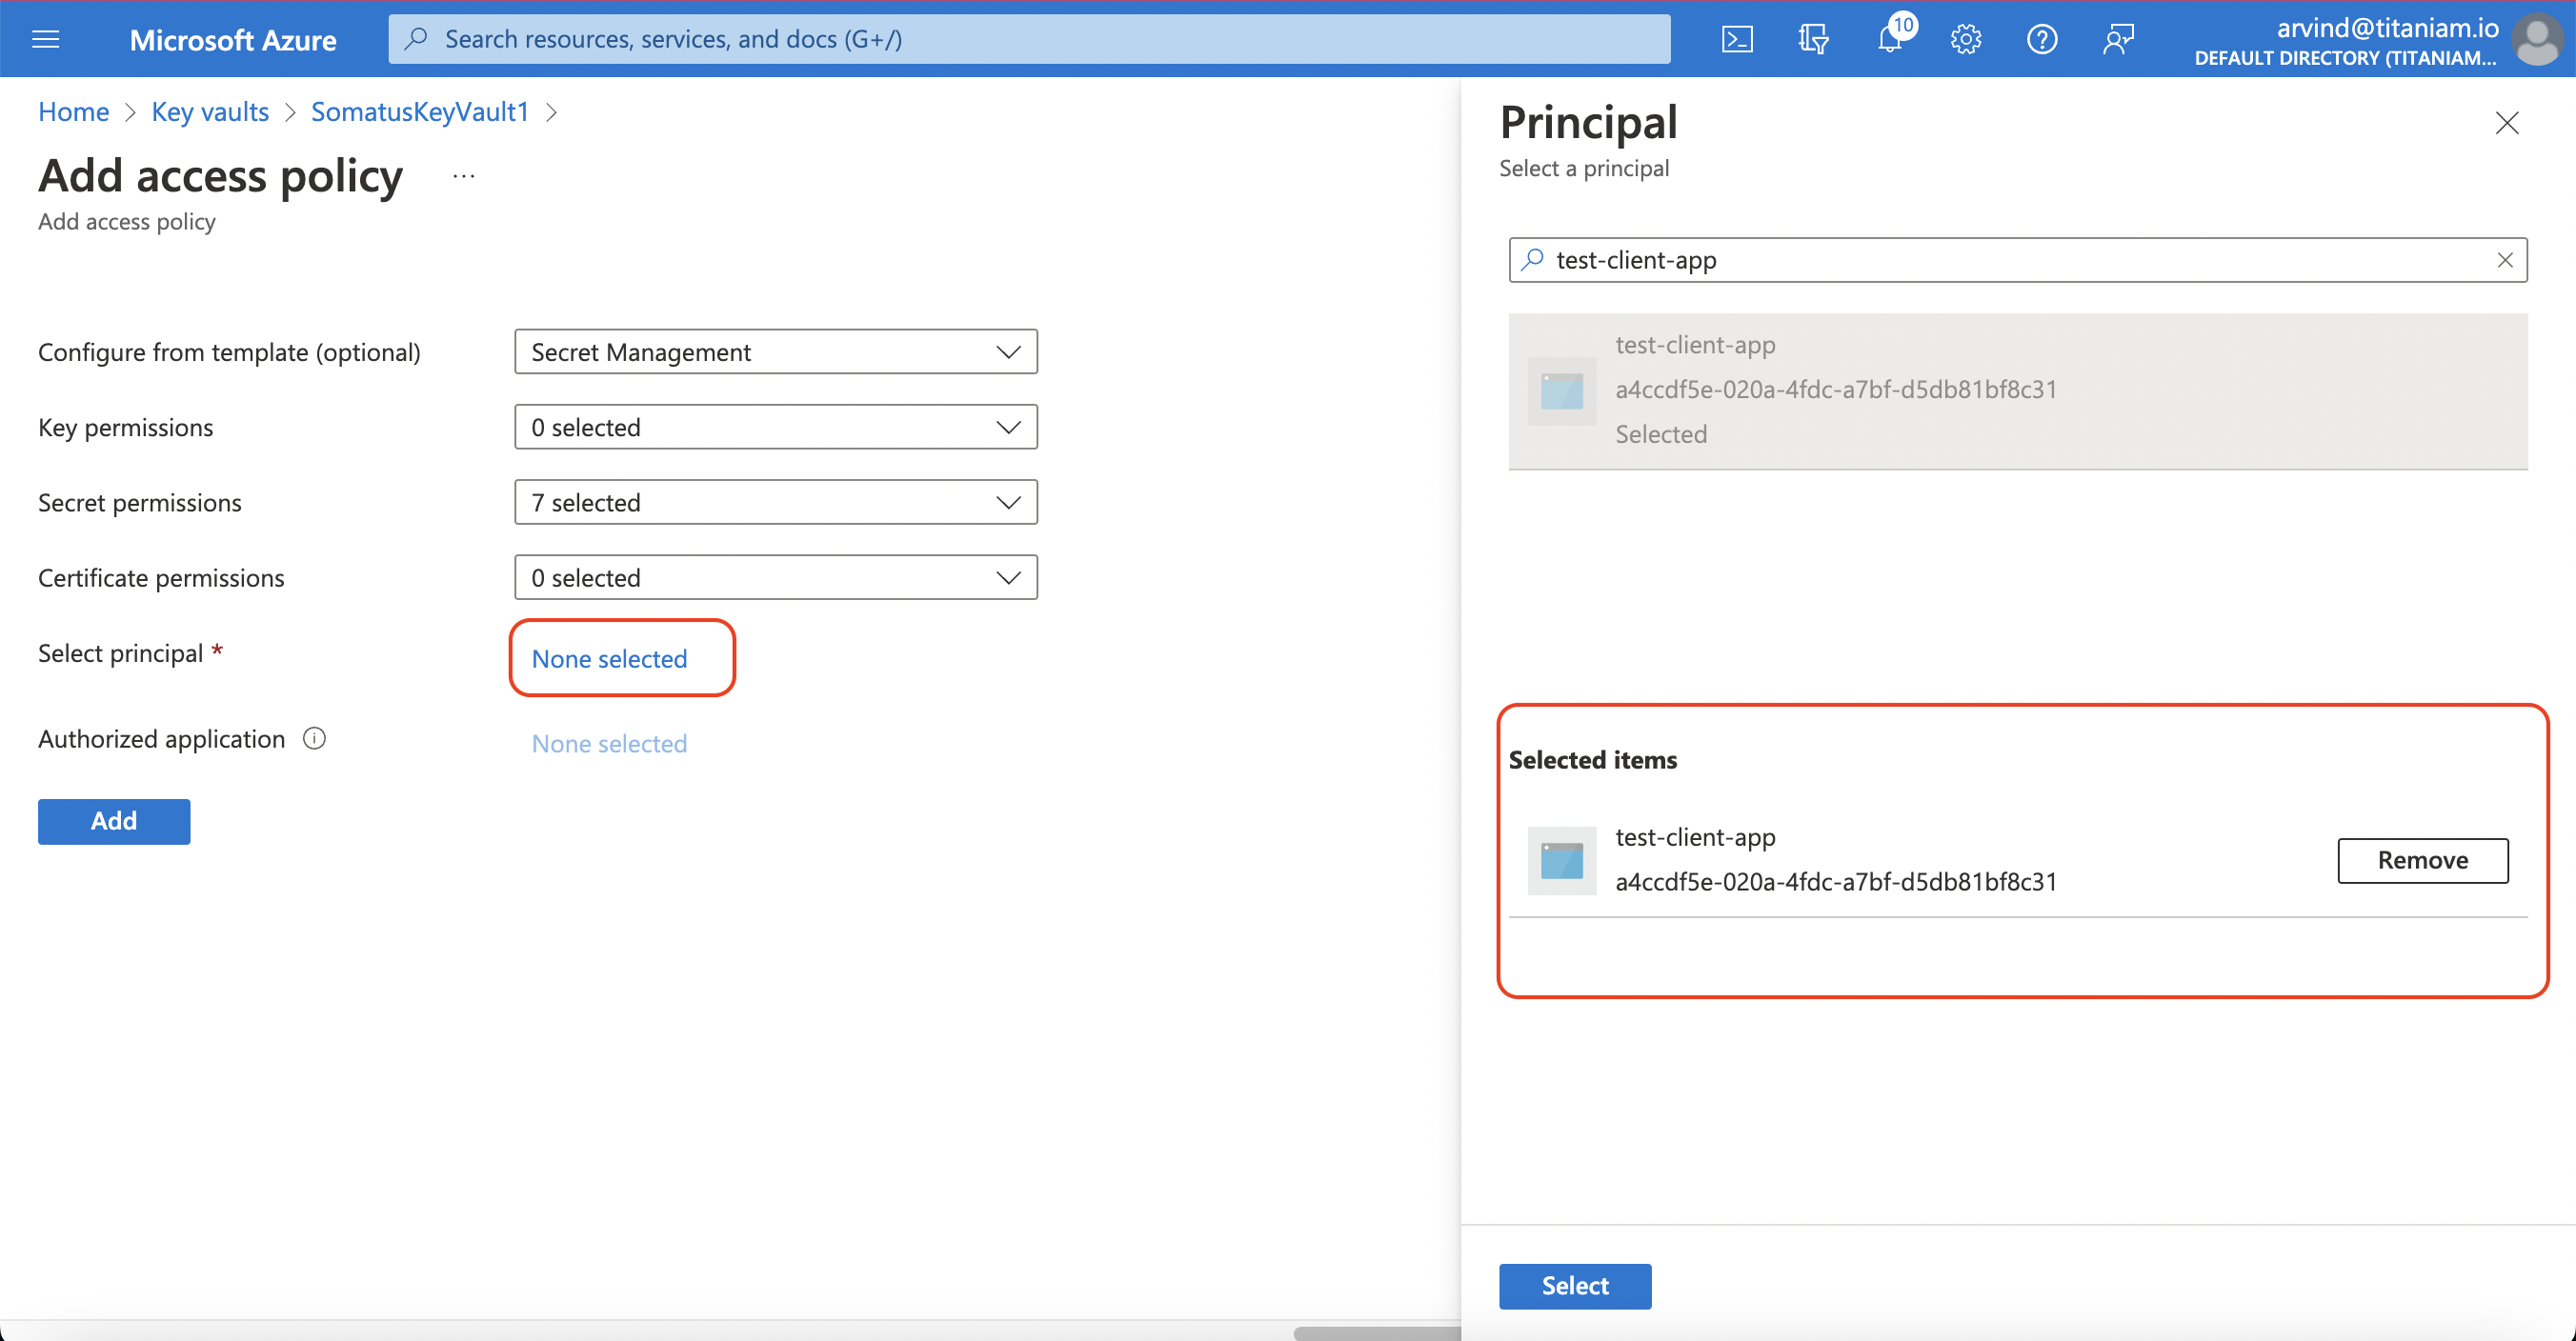 Microsoft Azure
Search resources, services, and docs (G+/)
10
arvind@titaniam.io
DEFAULT DIRECTORY (TITANIAM...
Home > Key vaults > SomatusKeyVault1 >
Add access policy ...
Add access policy
Configure from template (optional)
Secret Management
Key permissions
0 selected
Secret permissions
7 selected
Certificate permissions
0 selected
Select principal *
None selected
Authorized application
None selected
Add
Principal
Select a principal
test-client-app
test-client-app
a4ccdf5e-020a-4fdc-a7bf-d5db81bf8c31
Selected
Selected items
test-client-app
a4ccdf5e-020a-4fdc-a7bf-d5db81bf8c31
Remove
Select